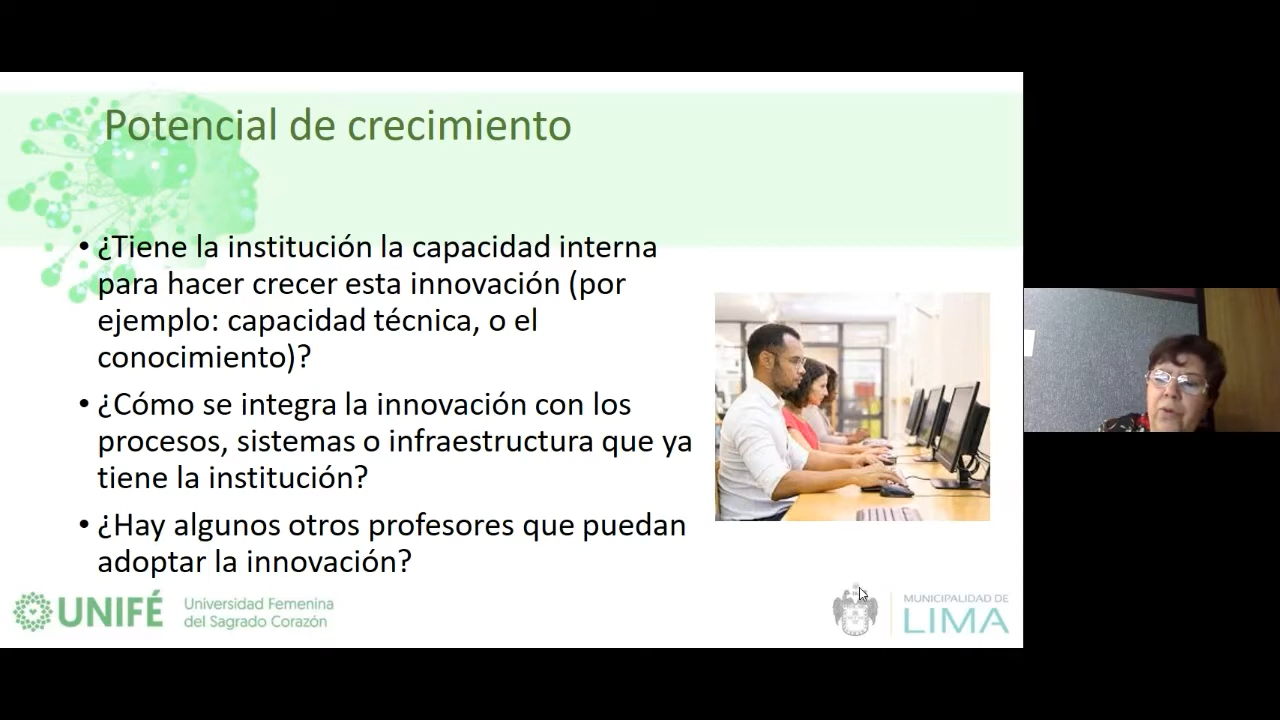 Potencial de crecimiento
• ¿Tiene la institución la capacidad interna
para hacer crecer esta innovación (por
ejemplo: capacidad técnica, o el
conocimiento)?
• ¿Cómo se integra la innovación con los
procesos, sistemas o infraestructura que ya
tiene la institución?
• ¿Hay algunos otros profesores que puedan
adoptar la innovación?
UNIFÉ
Universidad Femenina
del Sagrado Corazón
MUNICIPALIDAD DE
LIMA